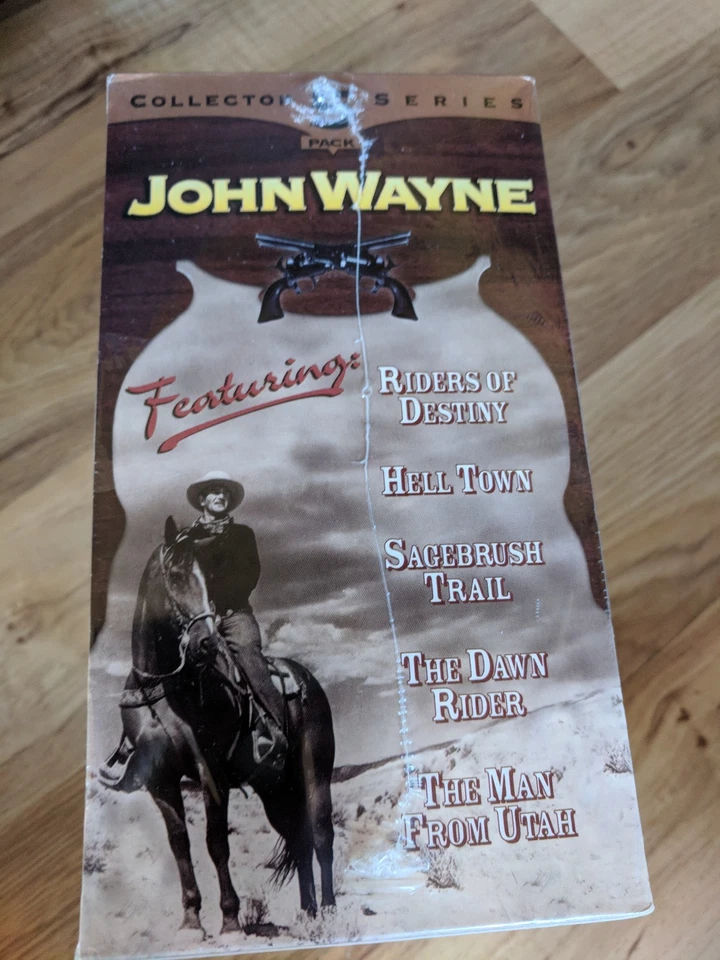 COLLECTOR SERIES
PACK
JOHN WAYNE
Featuring:
RIDERS OF
DESTINY
HELL TOWN
SAGEBRUSH
TRAIL
THE DAWN
RIDER
THE MAN
FROM UTAH